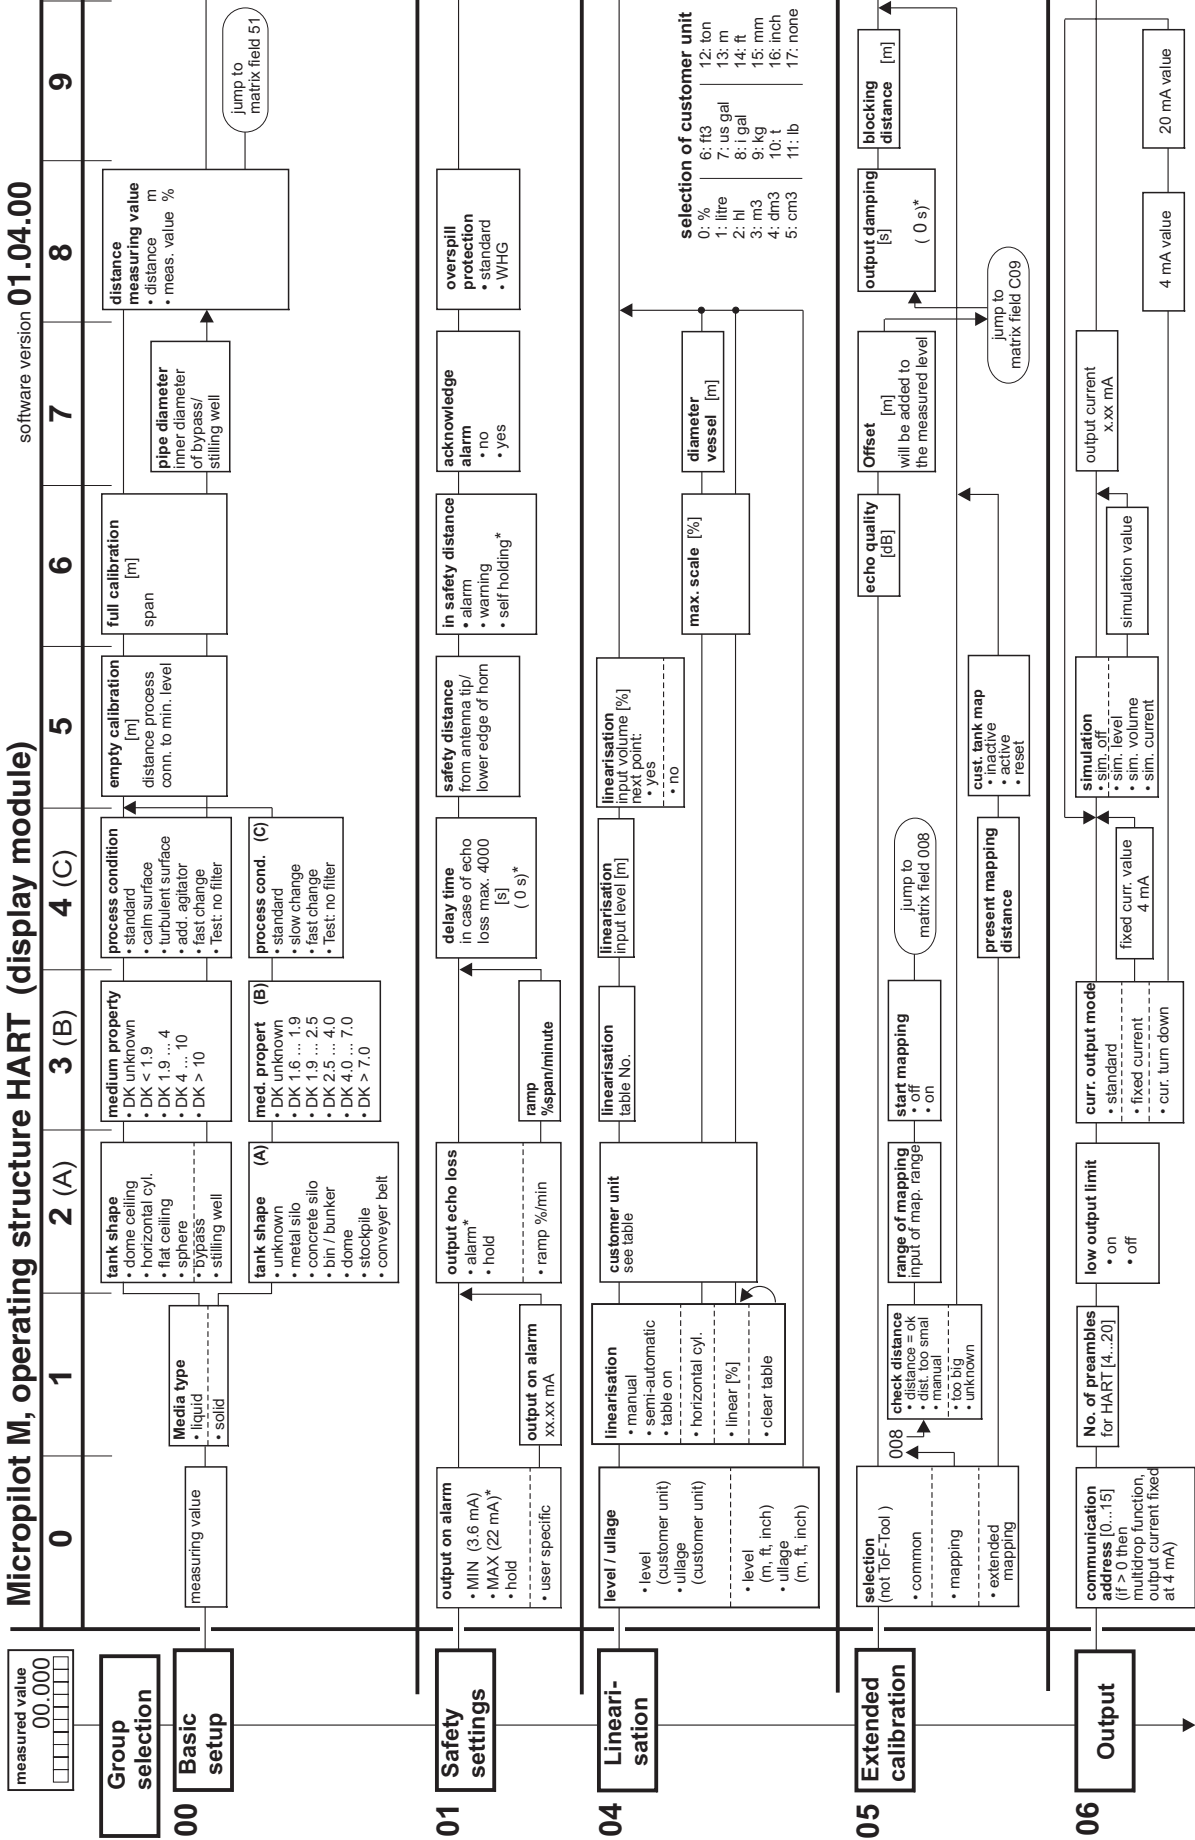 Micropilot M, operating structure HART (display module)
software version 01.04.00
measured value
00.000
0
1
2 (A)
3 (B)
4 (C)
5
6
7
8
9
Group
selection
00
Basic
setup
measuring value
Media type
• liquid
• solid
tank shape
• dome ceiling
• horizontal cyl.
• flat ceiling
• sphere
• bypass
• stilling well
tank shape (A)
• unknown
• metal silo
• concrete silo
• bin / bunker
• dome
• stockpile
• conveyer belt
medium property
• DK unknown
• DK < 1.9
• DK 1.9 ... 4
• DK 4 ... 10
• DK > 10
med. propert (B)
• DK unknown
• DK 1.6 ... 1.9
• DK 1.9 ... 2.5
• DK 2.5 ... 4.0
• DK 4.0 ... 7.0
• DK > 7.0
process condition
• standard
• calm surface
• turbulent surface
• add. agitator
• fast change
• Test: no filter
process cond. (C)
• standard
• slow change
• fast change
• Test: no filter
empty calibration
[m]
distance process
conn. to min. level
full calibration
[m]
span
pipe diameter
inner diameter
of bypass/
stilling well
distance
measuring value
• distance m
• meas. value %
jump to
matrix field 51
01
Safety
settings
output on alarm
• MIN (3.6 mA)
• MAX (22 mA)*
• hold
• user specific
output on alarm
xx.xx mA
output echo loss
• alarm*
• hold
• ramp %/min
ramp
%span/minute
delay time
in case of echo
loss max. 4000
[s]
( 0 s)*
safety distance
from antenna tip/
lower edge of horn
in safety distance
• alarm
• warning
• self holding*
acknowledge
alarm
• no
• yes
overspill
protection
• standard
• WHG
04
Lineari-
sation
level / ullage
• level
(customer unit)
• ullage
(customer unit)
• level
(m, ft, inch)
• ullage
(m, ft, inch)
linearisation
• manual
• semi-automatic
• table on
• horizontal cyl.
• linear [%]
• clear table
customer unit
see table
linearisation
table No.
linearisation
input level [m]
linearisation
input volume [%]
next point:
• yes
• no
max. scale [%]
diameter
vessel [m]
selection of customer unit
0: % 6: ft3 12: ton
1: litre 7: us gal 13: m
2: hl 8: i gal 14: ft
3: m3 9: kg 15: mm
4: dm3 10: t 16: inch
5: cm3 11: lb 17: none
05
Extended
calibration
selection
(not ToF-Tool )
• common
• mapping
• extended
mapping
008
check distance
• distance = ok
• dist. too smal
• manual
• too big
• unknown
range of mapping
input of map. range
start mapping
• off
• on
jump to
matrix field 008
present mapping
distance
cust. tank map
• inactive
• active
• reset
echo quality
[dB]
Offset
[m]
will be added to
the measured level
jump to
matrix field C09
output damping
[s]
( 0 s)*
blocking
distance [m]
06
Output
communication
address [0...15]
(if > 0 then
multidrop function,
output current fixed
at 4 mA)
No. of preambles
for HART [4...20]
low output limit
• on
• off
curr. output mode
• standard
• fixed current
• cur. turn down
fixed curr. value
4 mA
simulation
• sim. off
• sim. level
• sim. volume
• sim. current
simulation value
output current
x.xx mA
4 mA value
20 mA value